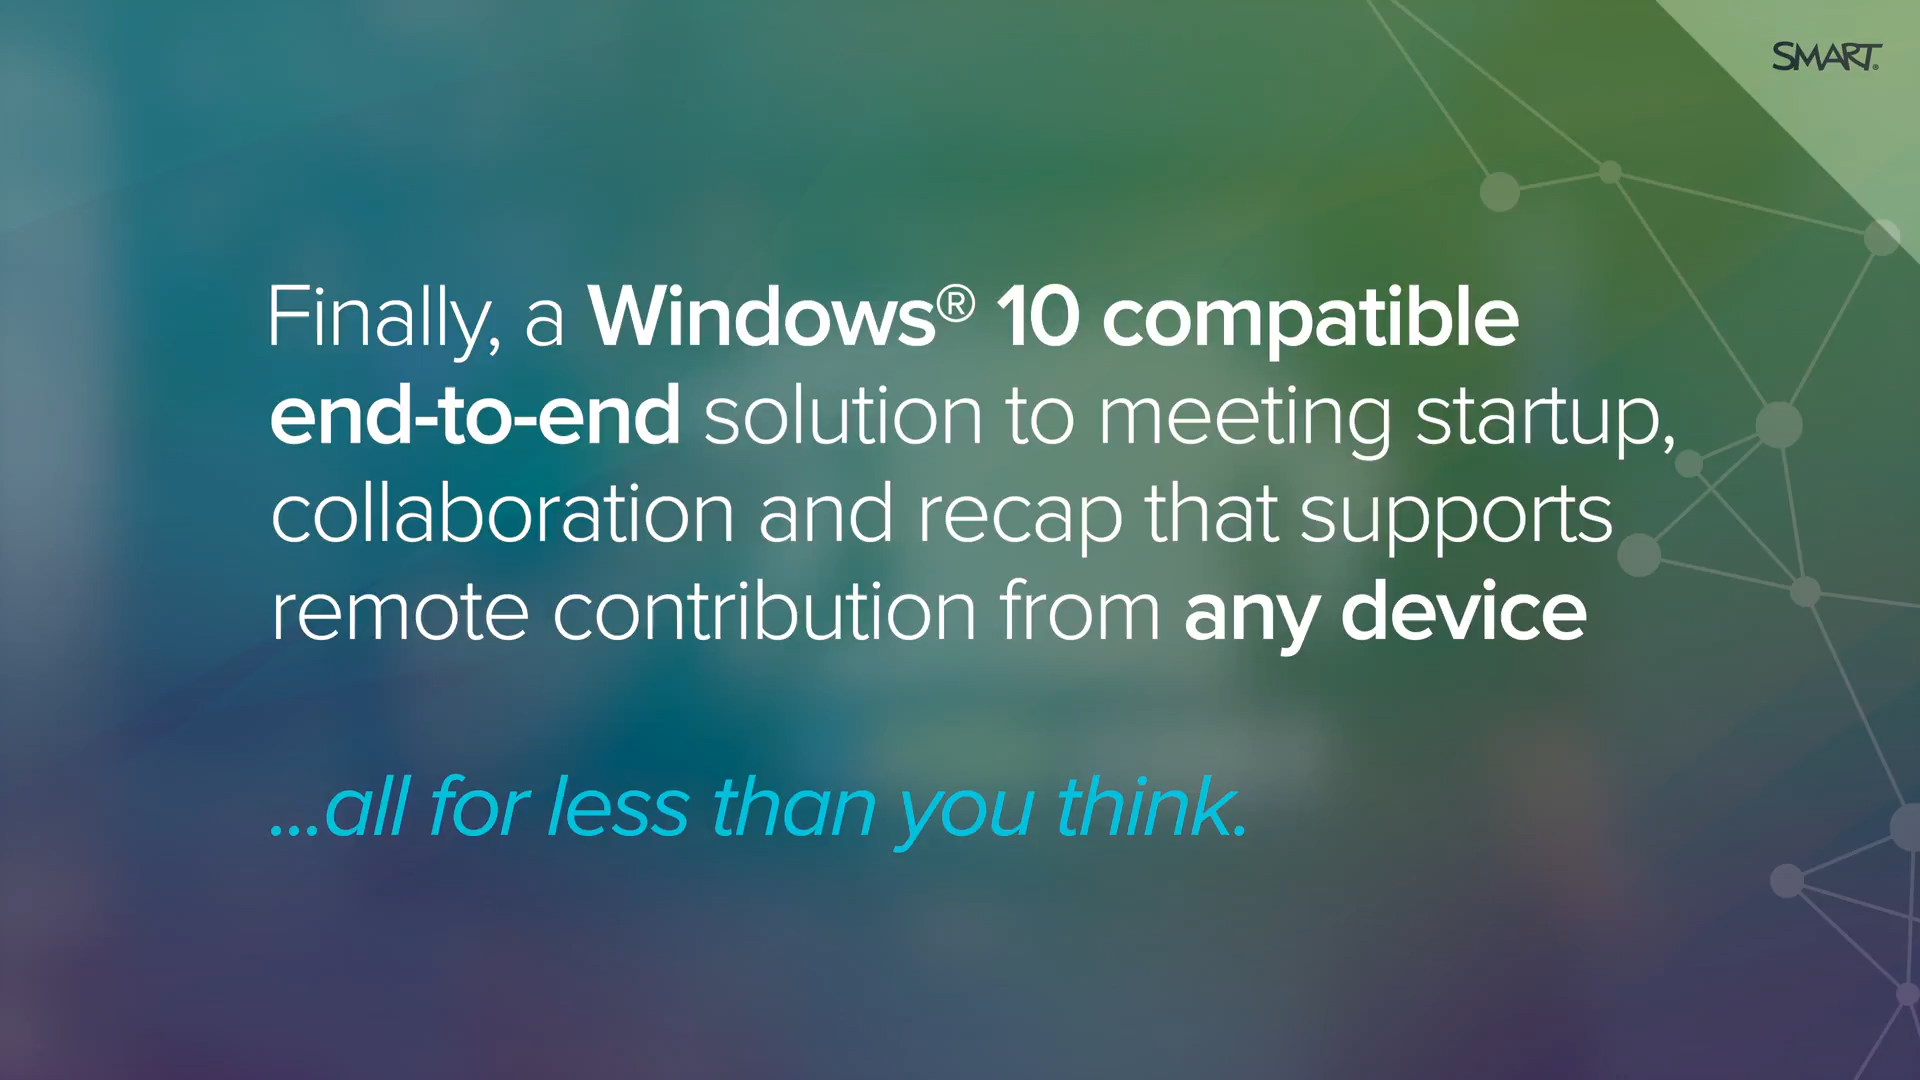 SMART®
Finally, a Windows® 10 compatible
end-to-end solution to meeting startup,
collaboration and recap that supports
remote contribution from any device
...all for less than you think.